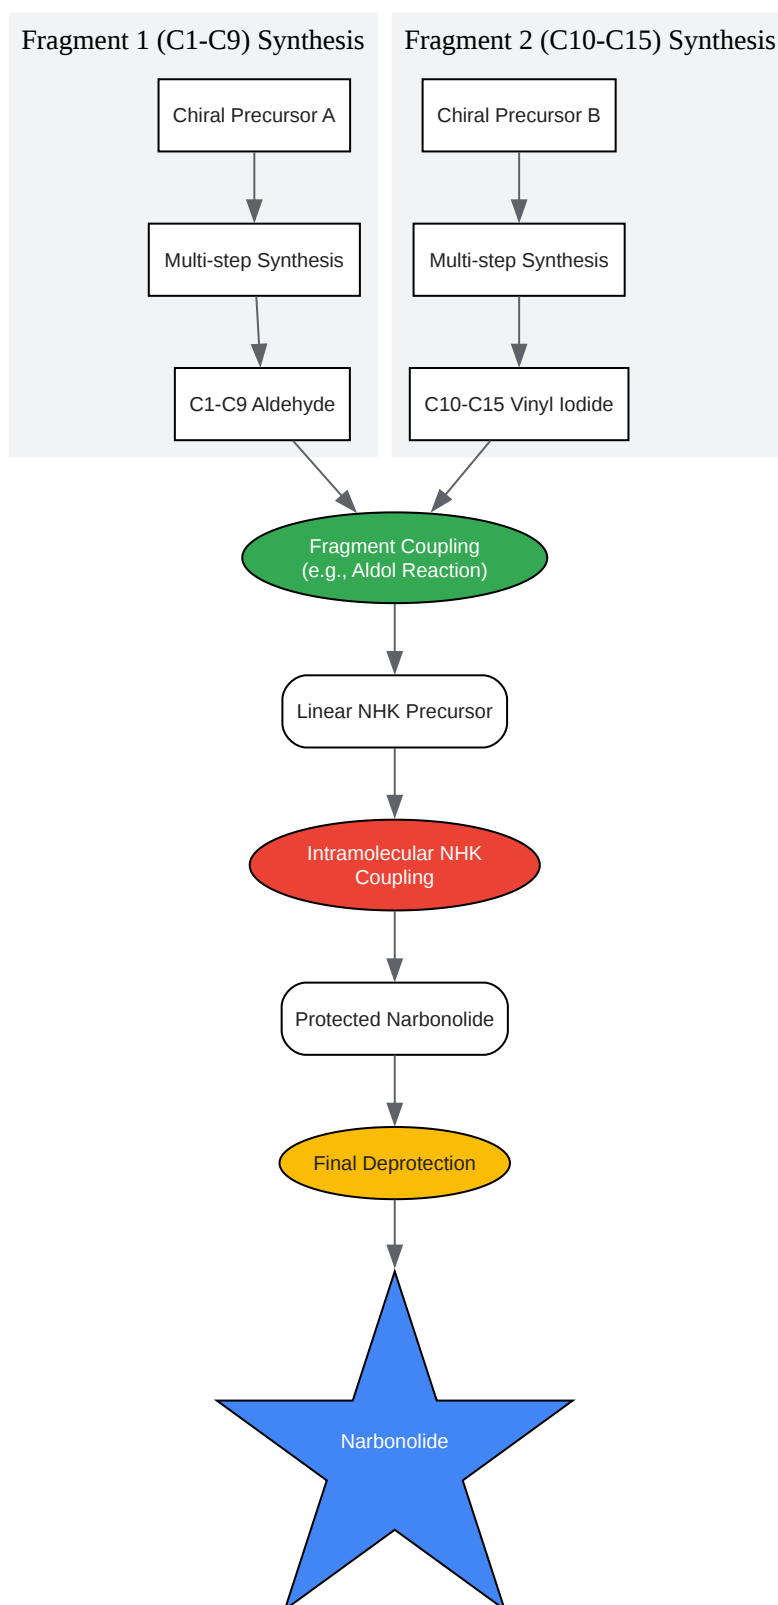 Fragment 1 (C1-C9) Synthesis
Fragment 2 (C10-C15) Synthesis
Chiral Precursor A
Chiral Precursor B
Multi-step Synthesis
Multi-step Synthesis
C1-C9 Aldehyde
C10-C15 Vinyl Iodide
Fragment Coupling
(e.g., Aldol Reaction)
Linear NHK Precursor
Intramolecular NHK
Coupling
Protected Narbonolide
Final Deprotection
Narbonolide